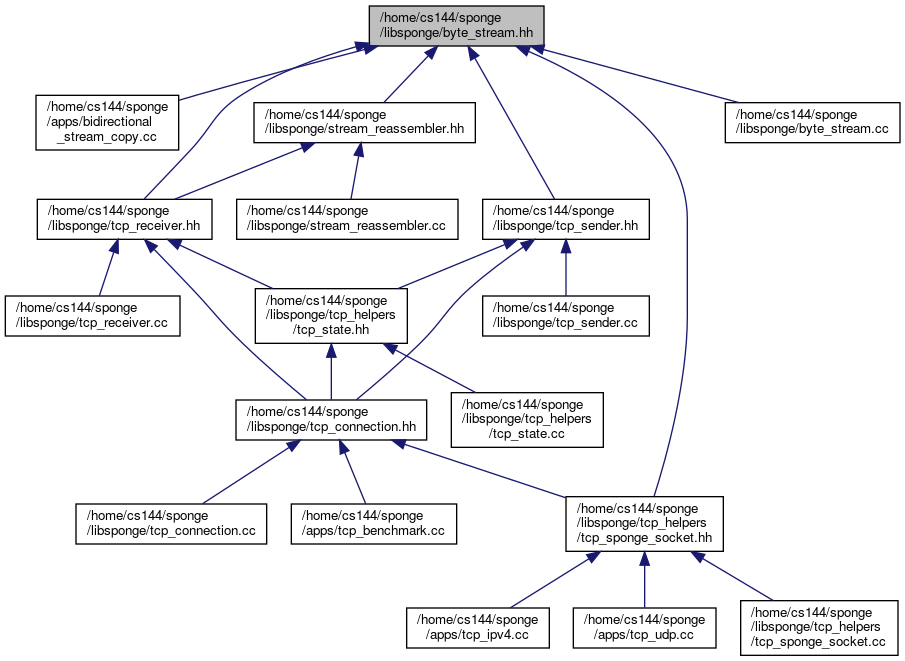 /home/cs144/sponge
/libsponge/byte_stream.hh
/home/cs144/sponge
/apps/bidirectional
_stream_copy.cc
/home/cs144/sponge
/libsponge/stream_reassembler.hh
/home/cs144/sponge
/libsponge/byte_stream.cc
/home/cs144/sponge
/libsponge/tcp_receiver.hh
/home/cs144/sponge
/libsponge/stream_reassembler.cc
/home/cs144/sponge
/libsponge/tcp_sender.hh
/home/cs144/sponge
/libsponge/tcp_receiver.cc
/home/cs144/sponge
/libsponge/tcp_helpers
/tcp_state.hh
/home/cs144/sponge
/libsponge/tcp_sender.cc
/home/cs144/sponge
/libsponge/tcp_connection.hh
/home/cs144/sponge
/libsponge/tcp_helpers
/tcp_state.cc
/home/cs144/sponge
/libsponge/tcp_connection.cc
/home/cs144/sponge
/apps/tcp_benchmark.cc
/home/cs144/sponge
/libsponge/tcp_helpers
/tcp_sponge_socket.hh
/home/cs144/sponge
/apps/tcp_ipv4.cc
/home/cs144/sponge
/apps/tcp_udp.cc
/home/cs144/sponge
/libsponge/tcp_helpers
/tcp_sponge_socket.cc